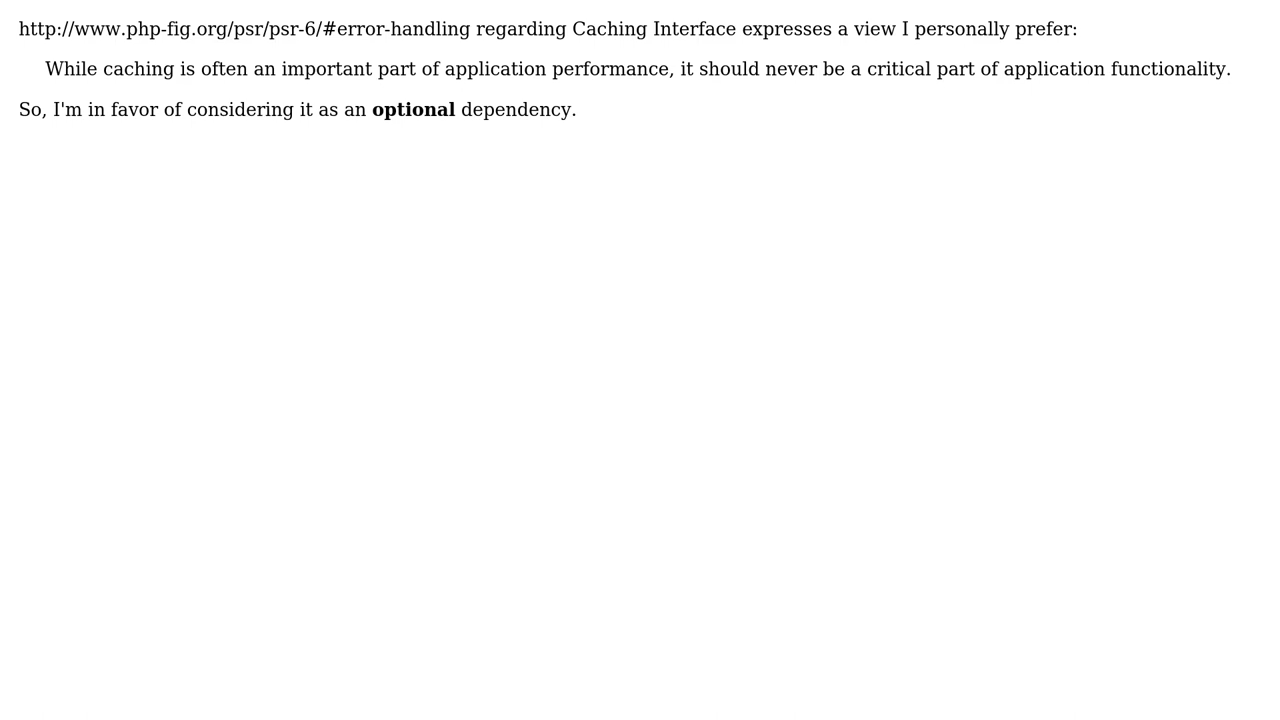 http://www.php-fig.org/psr/psr-6/#error-handling regarding Caching Interface expresses a view I personally prefer:
While caching is often an important part of application performance, it should never be a critical part of application functionality.
So, I'm in favor of considering it as an optional dependency.